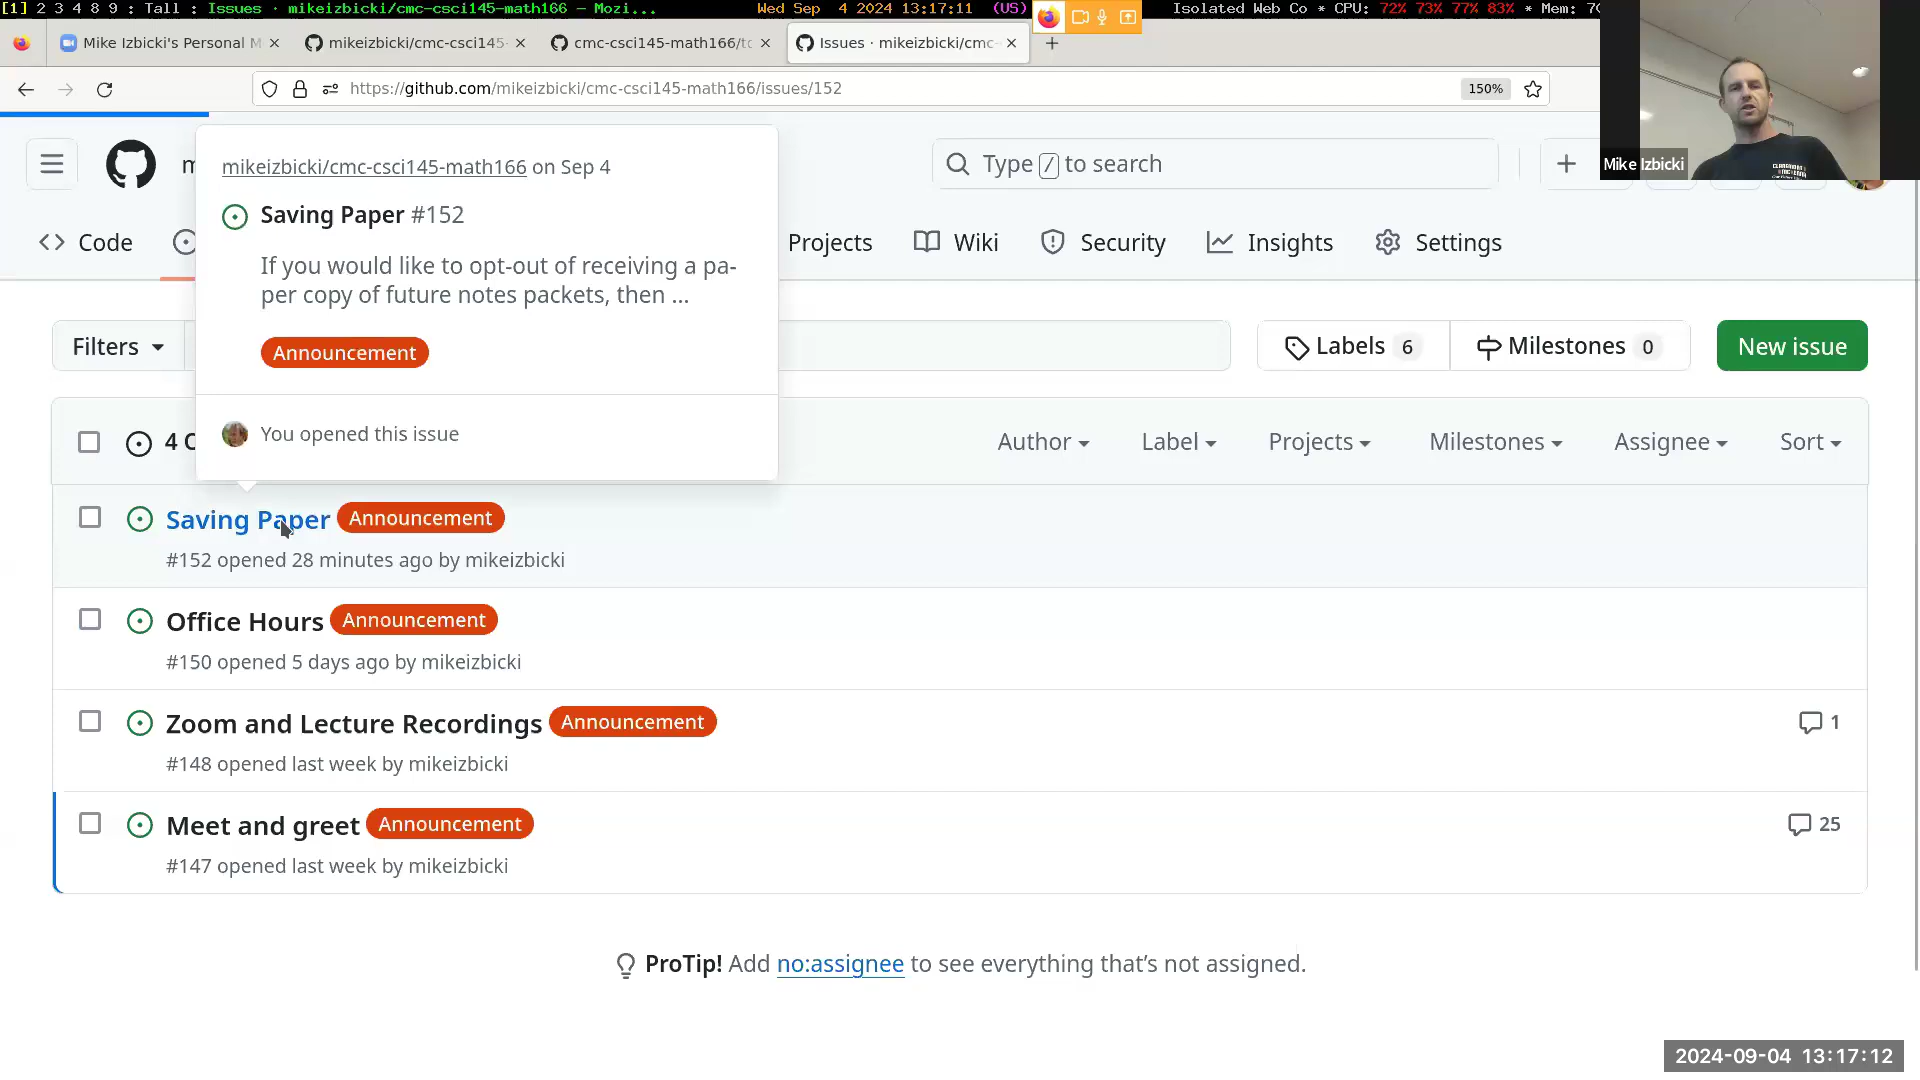 [1] 2 3 4 8 9 : Tall : Issues · mikeizbicki/cmc-csci145-math166 — Mozi...
Wed Sep 4 2024 13:17:11 (US)
Isolated Web Co * CPU: 72% 73% 77% 83% * Mem:
Mike Izbicki's Personal M
mikeizbicki/cmc-csci145-
cmc-csci145-math166/tc
Issues · mikeizbicki/cmc-
https://github.com/mikeizbicki/cmc-csci145-math166/issues/152
150%
Mike Izbicki
mikeizbicki/cmc-csci145-math166 on Sep 4
Type / to search
Saving Paper #152
Code
Projects
Wiki
Security
Insights
Settings
If you would like to opt-out of receiving a pa-
per copy of future notes packets, then ...
Announcement
Filters
Labels 6
Milestones 0
New issue
You opened this issue
4
Author
Label
Projects
Milestones
Assignee
Sort
Saving Paper Announcement
#152 opened 28 minutes ago by mikeizbicki
Office Hours Announcement
#150 opened 5 days ago by mikeizbicki
Zoom and Lecture Recordings Announcement
1
#148 opened last week by mikeizbicki
Meet and greet Announcement
25
#147 opened last week by mikeizbicki
ProTip! Add no:assignee to see everything that's not assigned.
2024-09-04 13:17:12